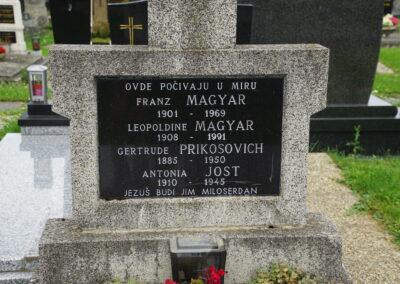 OVDE POČIVAJU U MIRU
FRANZ MAGYAR
1901 - 1969
LEOPOLDINE MAGYAR
1908 - 1991
GERTRUDE PRIKOSOVICH
1885 - 1950
ANTONIA JOST
1910 - 1945
JEZUŠ BUDI JIM MILOSERDAN